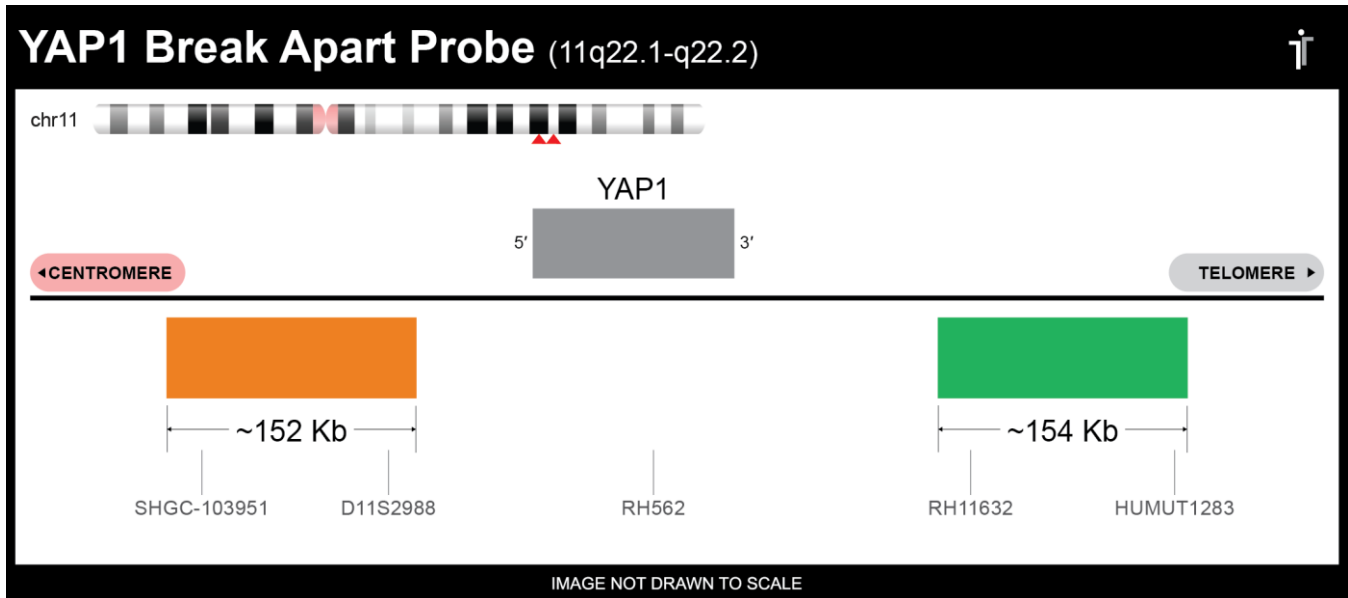 YAP1 Break Apart Probe (11q22.1-q22.2)
chr11
YAP1
5′ 3′
◂CENTROMERE TELOMERE ▸
~152 Kb ~154 Kb
SHGC-103951 D11S2988 RH562 RH11632 HUMUT1283
IMAGE NOT DRAWN TO SCALE